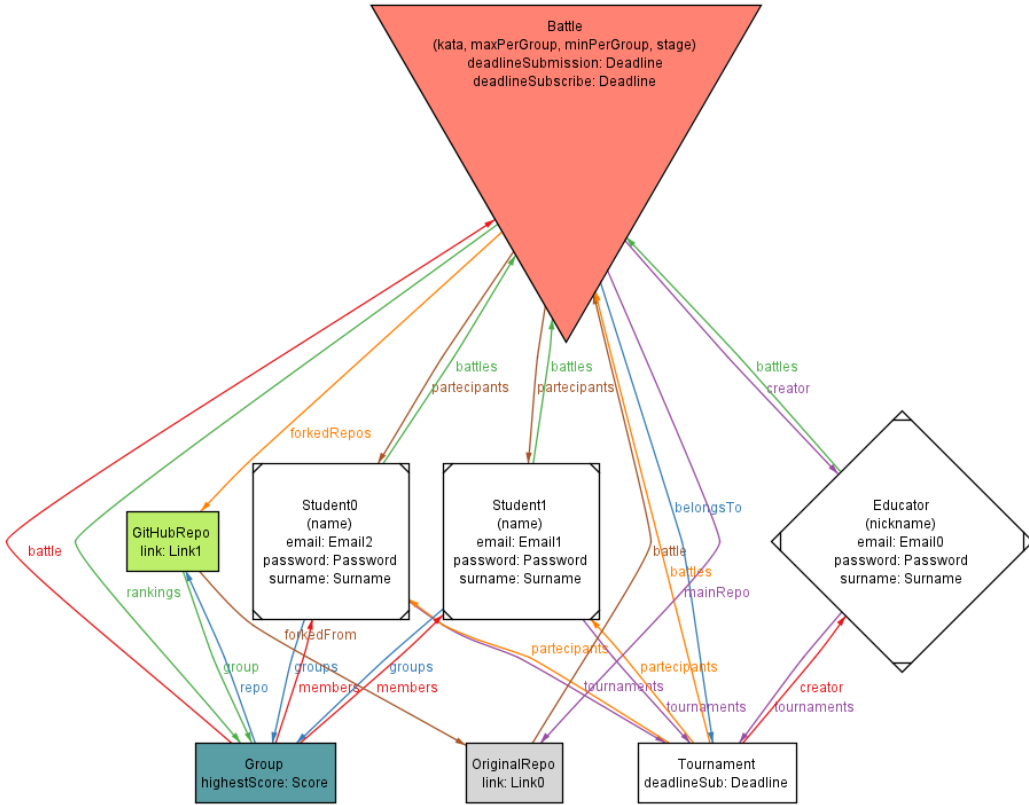 Battle
(kata, maxPerGroup, minPerGroup, stage)
deadlineSubmission: Deadline
deadlineSubscribe: Deadline
battles
partecipants
battles
partecipants
battles
creator
forkedRepos
Student0
(name)
email: Email2
password: Password
surname: Surname
Student1
(name)
email: Email1
password: Password
surname: Surname
belongsTo
Educator
(nickname)
email: Email0
password: Password
surname: Surname
GitHubRepo
link: Link1
battle
rankings
battle
battles
mainRepo
forkedFrom
group
repo
groups
members
groups
members
partecipants
tournaments
partecipants
tournaments
creator
tournaments
Group
highestScore: Score
OriginalRepo
link: Link0
Tournament
deadlineSub: Deadline